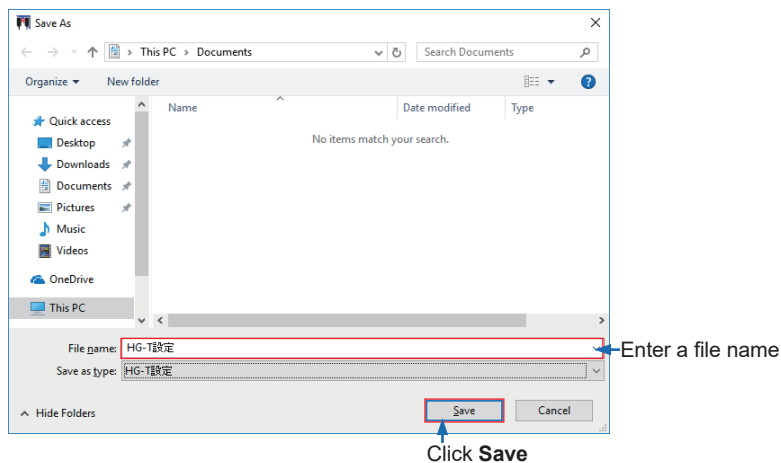 Save As
This PC > Documents
Search Documents
Organize
New folder
Name
Date modified
Type
Quick access
No items match your search.
Desktop
Downloads
Documents
Pictures
Music
Videos
OneDrive
This PC
File name: HG-T設定
Enter a file name
Save as type: HG-T設定
Hide Folders
Save
Cancel
Click Save